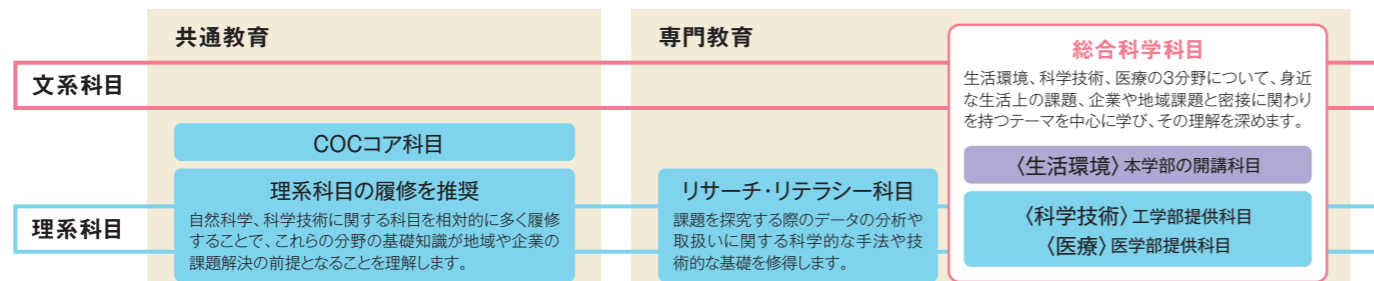 共通教育
専門教育
文系科目
総合科学科目
生活環境、科学技術、医療の3分野について、身近
な生活上の課題、企業や地域課題と密接に関わり
を持つテーマを中心に学び、その理解を深めます。
〈生活環境〉本学部の開講科目
〈科学技術〉工学部提供科目
〈医療〉医学部提供科目
COCコア科目
理系科目
理系科目の履修を推奨
自然科学、科学技術に関する科目を相対的に多く履修
することで、これらの分野の基礎知識が地域や企業の
課題解決の前提となることを理解します。
リサーチ・リテラシー科目
課題を探究する際のデータの分析や
取扱いに関する科学的な手法や技
術的な基礎を修得します。